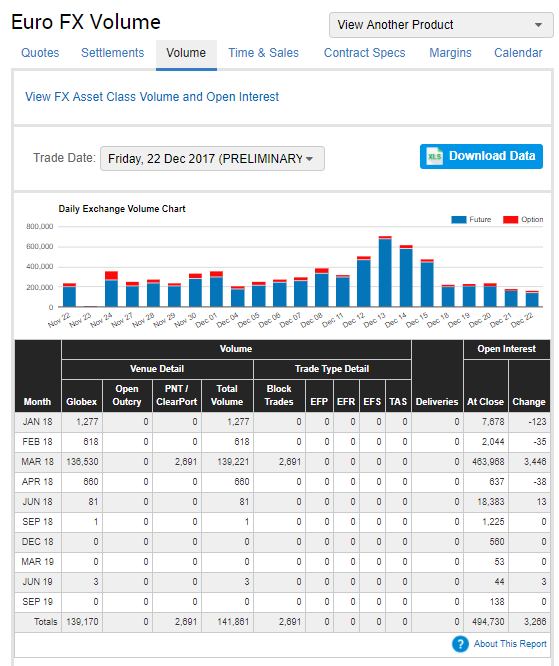 Euro FX Volume
View Another Product
Quotes Settlements Volume Time & Sales Contract Specs Margins Calendar
View FX Asset Class Volume and Open Interest
Trade Date: Friday, 22 Dec 2017 (PRELIMINARY
XLS Download Data
Daily Exchange Volume Chart
Future Option
800,000
600,000
400,000
200,000
0
Nov 22 Nov 23 Nov 24 Nov 27 Nov 28 Nov 29 Nov 30 Dec 01 Dec 04 Dec 05 Dec 06 Dec 07 Dec 08 Dec 11 Dec 12 Dec 13 Dec 14 Dec 15 Dec 18 Dec 19 Dec 20 Dec 21 Dec 22
Volume Open Interest
Venue Detail Trade Type Detail
Month Globex Open Outcry PNT / ClearPort Total Volume Block Trades EFP EFR EFS TAS Deliveries At Close Change
JAN 18 1,277 0 0 1,277 0 0 0 0 0 0 7,678 -123
FEB 18 618 0 0 618 0 0 0 0 0 0 2,044 -35
MAR 18 136,530 0 2,691 139,221 2,691 0 0 0 0 0 463,968 3,446
APR 18 660 0 0 660 0 0 0 0 0 0 637 -38
JUN 18 81 0 0 81 0 0 0 0 0 0 18,383 13
SEP 18 1 0 0 1 0 0 0 0 0 0 1,225 0
DEC 18 0 0 0 0 0 0 0 0 0 0 560 0
MAR 19 0 0 0 0 0 0 0 0 0 0 53 0
JUN 19 3 0 0 3 0 0 0 0 0 0 44 3
SEP 19 0 0 0 0 0 0 0 0 0 0 138 0
Totals 139,170 0 2,691 141,861 2,691 0 0 0 0 0 494,730 3,266
? About This Report